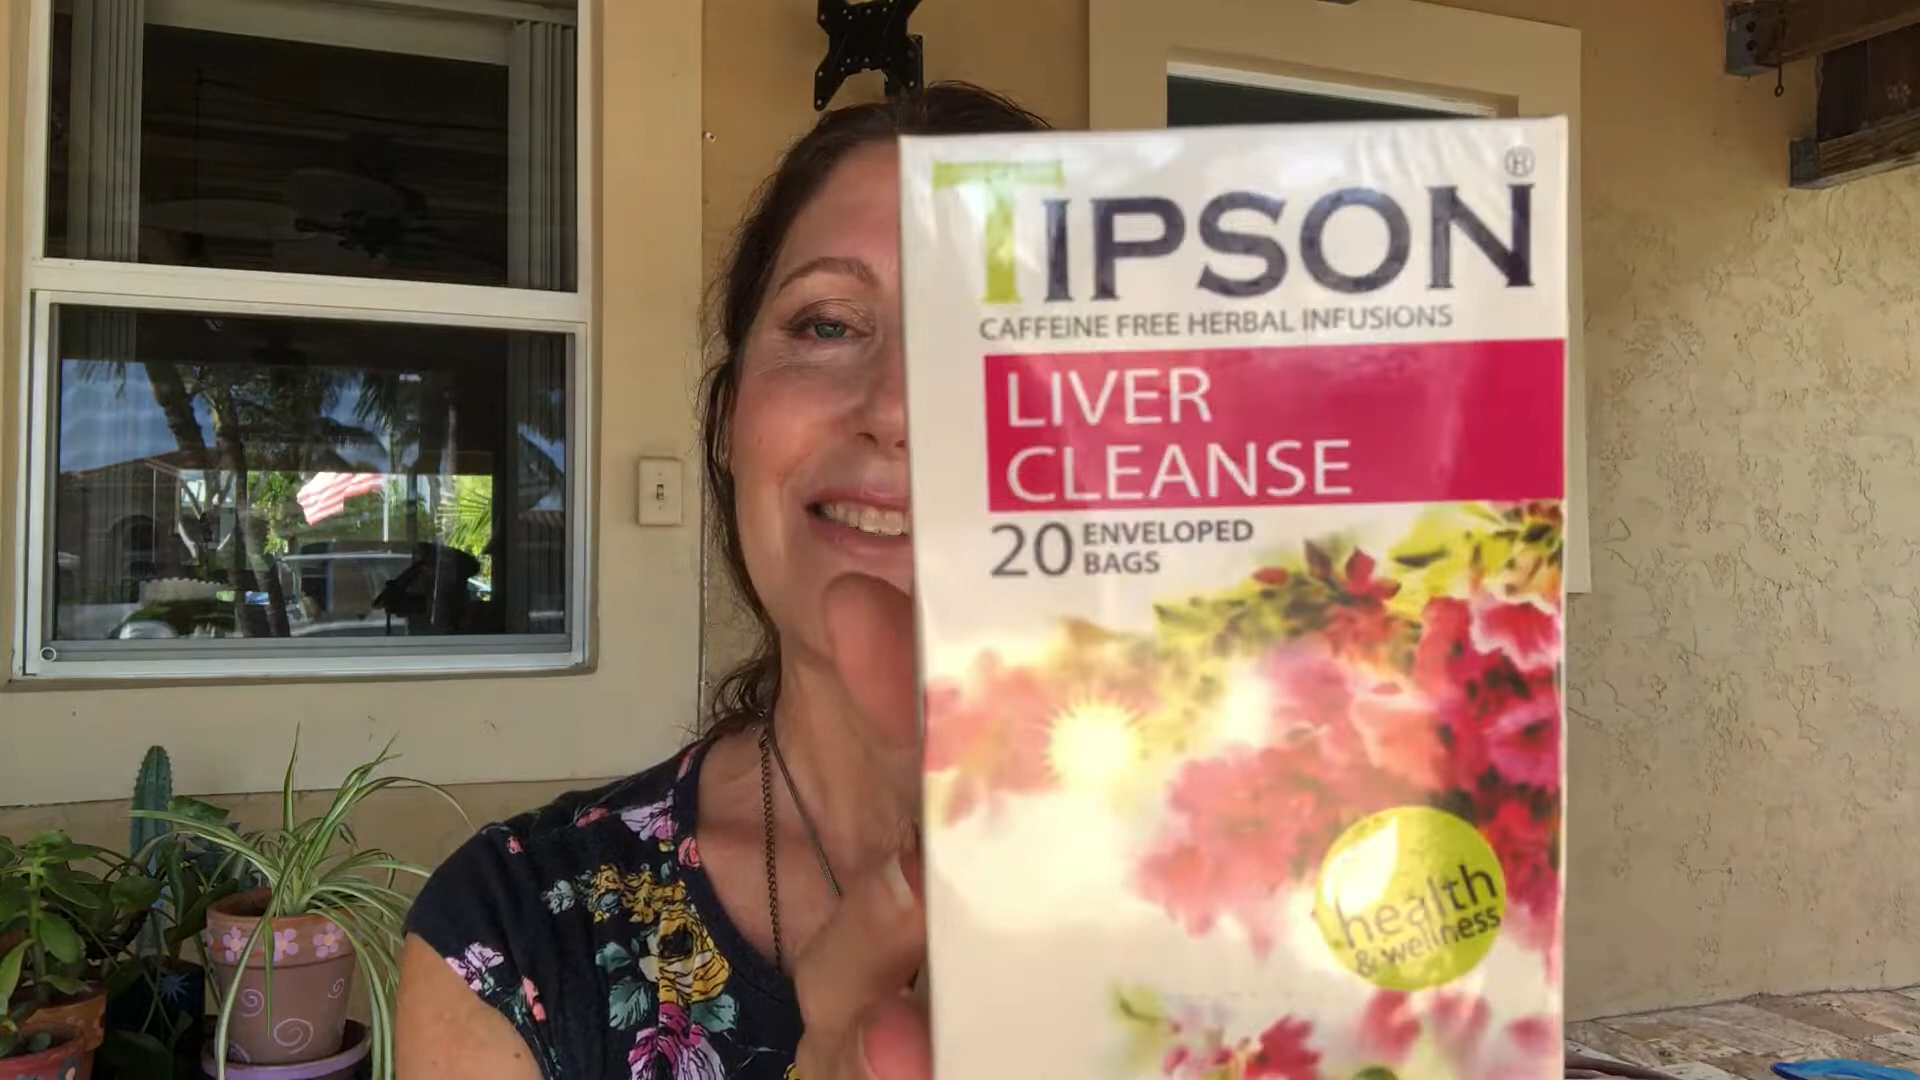 TIPSON®
CAFFEINE FREE HERBAL INFUSIONS
LIVER
CLEANSE
20 ENVELOPED
BAGS
health
& wellness